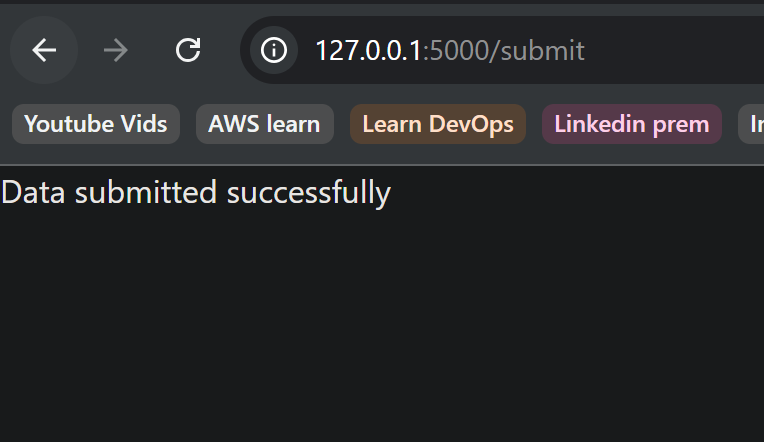 127.0.0.1:5000/submit
Youtube Vids AWS learn Learn DevOps Linkedin prem
Data submitted successfully